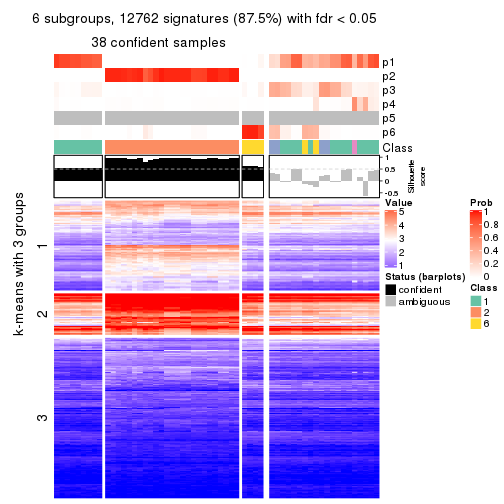 6 subgroups, 12762 signatures (87.5%) with fdr < 0.05
38 confident samples
p1
p2
p3
p4
p5
p6
Class
1
0.5
0
-0.5
Silhouette
score
k-means with 3 groups
1
2
3
Value
5
4
3
2
1
Status (barplots)
confident
ambiguous
Prob
1
0.8
0.6
0.4
0.2
0
Class
1
2
6